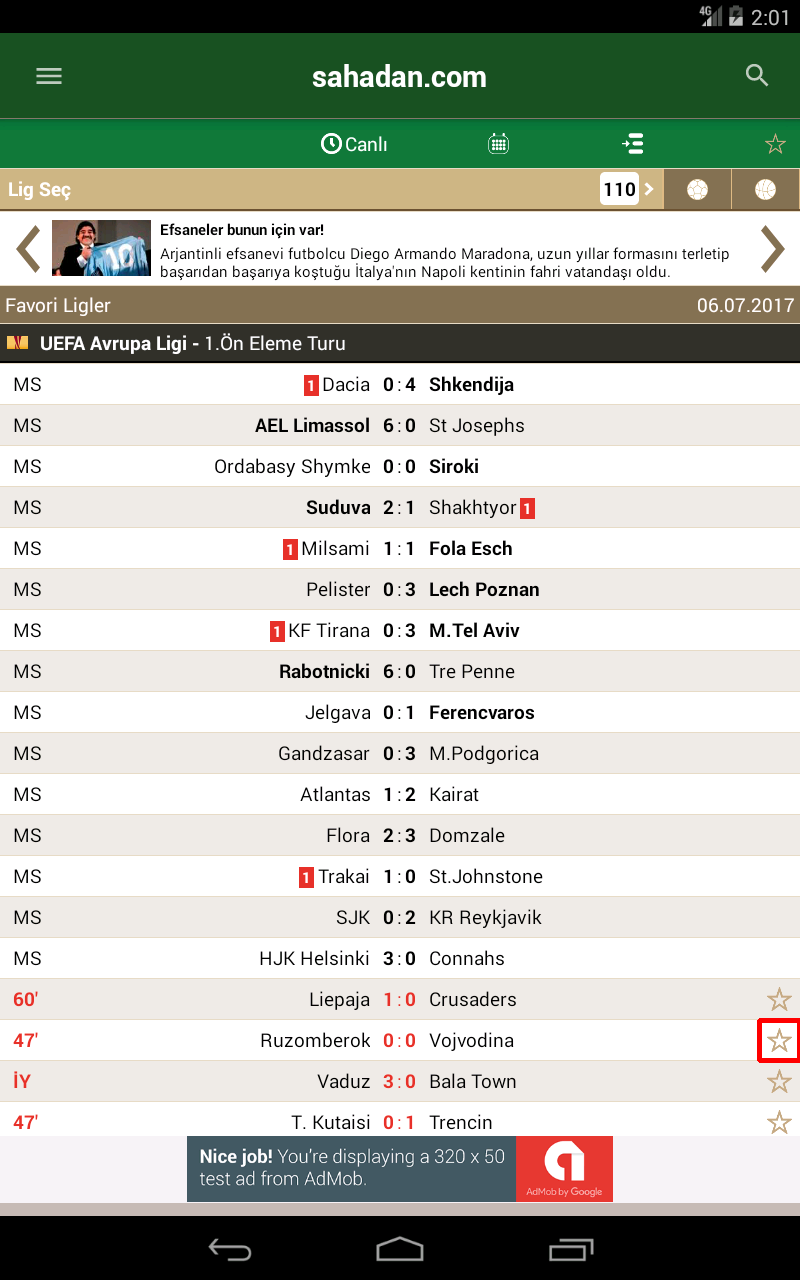 4G 2:01
sahadan.com
Canlı
Lig Seç 110
Efsaneler bunun için var!
Arjantinli efsanevi futbolcu Diego Armando Maradona, uzun yıllar formasını terletip
başarıdan başarıya koştuğu İtalya'nın Napoli kentinin fahri vatandaşı oldu.
Favori Ligler 06.07.2017
UEFA Avrupa Ligi - 1.Ön Eleme Turu
MS 1 Dacia 0 : 4 Shkendija
MS AEL Limassol 6 : 0 St Josephs
MS Ordabasy Shymke 0 : 0 Siroki
MS Suduva 2 : 1 Shakhtyor 1
MS 1 Milsami 1 : 1 Fola Esch
MS Pelister 0 : 3 Lech Poznan
MS 1 KF Tirana 0 : 3 M.Tel Aviv
MS Rabotnicki 6 : 0 Tre Penne
MS Jelgava 0 : 1 Ferencvaros
MS Gandzasar 0 : 3 M.Podgorica
MS Atlantas 1 : 2 Kairat
MS Flora 2 : 3 Domzale
MS 1 Trakai 1 : 0 St.Johnstone
MS SJK 0 : 2 KR Reykjavik
MS HJK Helsinki 3 : 0 Connahs
60' Liepaja 1 : 0 Crusaders
47' Ruzomberok 0 : 0 Vojvodina
İY Vaduz 3 : 0 Bala Town
47' T. Kutaisi 0 : 1 Trencin
Nice job! You're displaying a 320 x 50
test ad from AdMob.
AdMob by Google